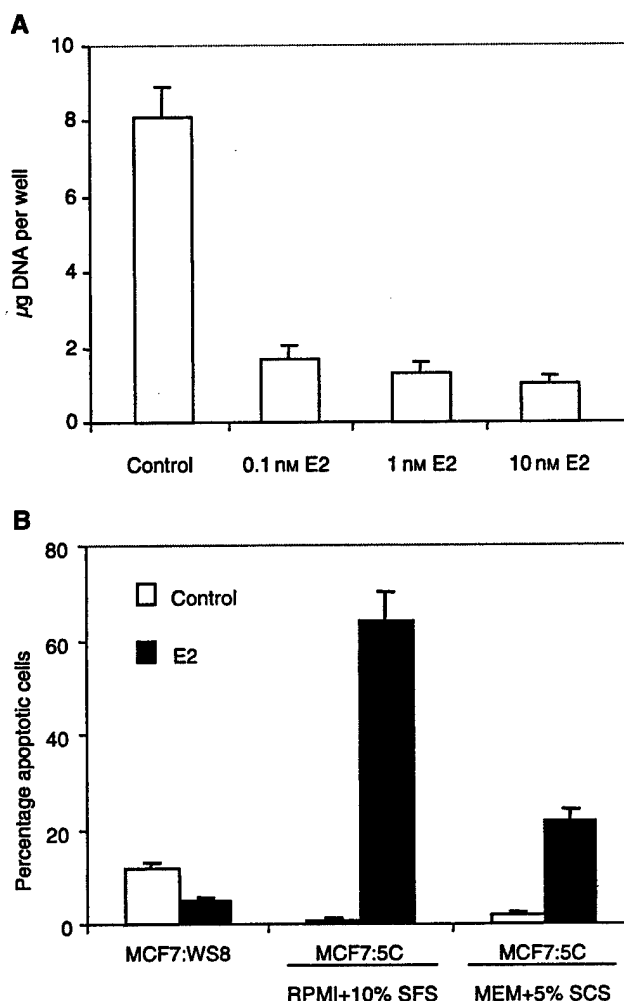 A
µg DNA per well
10
8
6
4
2
0
Control 0.1 nM E2 1 nM E2 10 nM E2
B
Percentage apoptotic cells
80
60
40
20
0
Control
E2
MCF7:WS8 MCF7:5C MCF7:5C
RPMI+10% SFS MEM+5% SCS